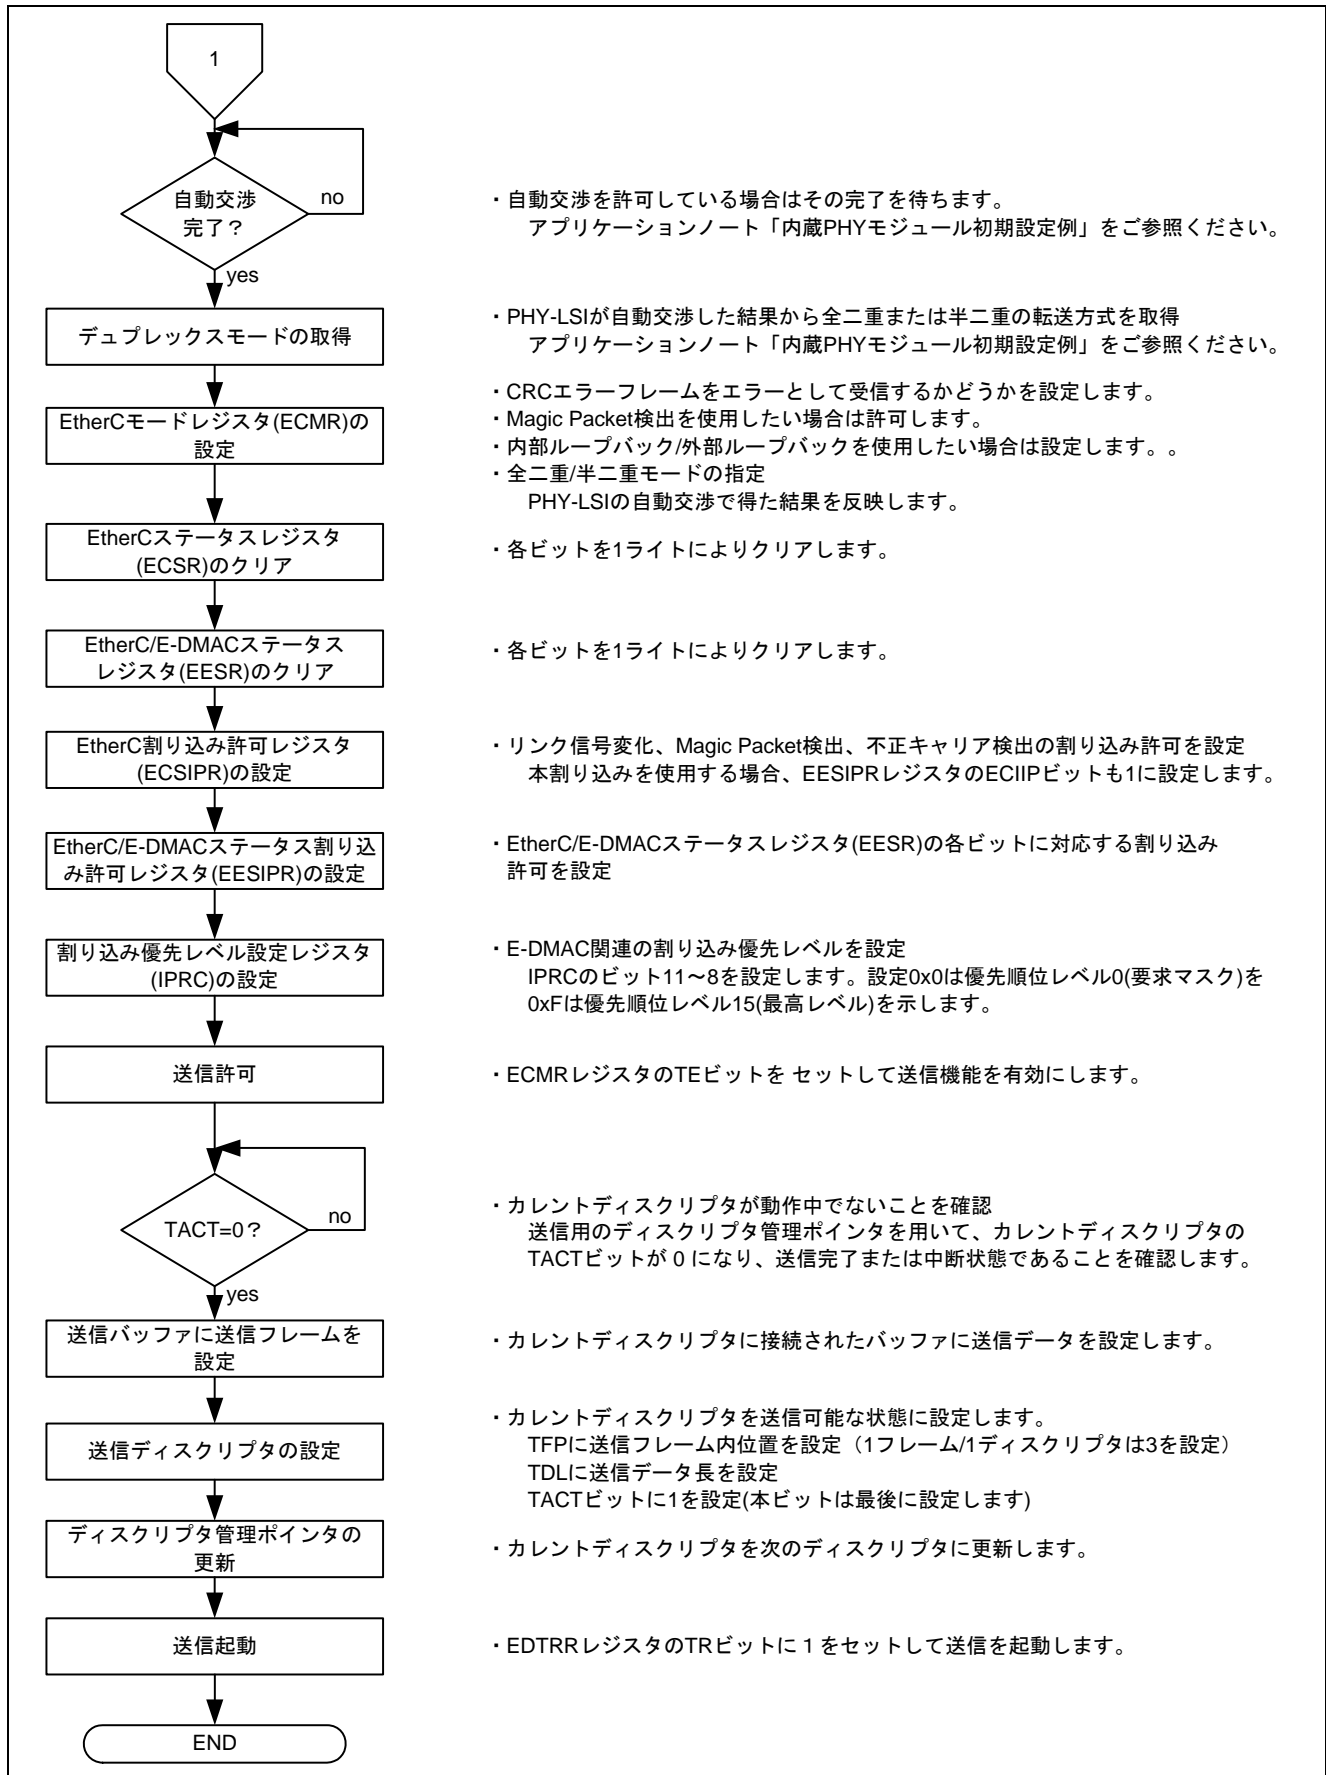 1
自動交渉
完了？
no
・自動交渉を許可している場合はその完了を待ちます。
アプリケーションノート「内蔵PHYモジュール初期設定例」をご参照ください。
yes
デュプレックスモードの取得
・PHY-LSIが自動交渉した結果から全二重または半二重の転送方式を取得
アプリケーションノート「内蔵PHYモジュール初期設定例」をご参照ください。
EtherCモードレジスタ(ECMR)の
設定
・CRCエラーフレームをエラーとして受信するかどうかを設定します。
・Magic Packet検出を使用したい場合は許可します。
・内部ループバック/外部ループバックを使用したい場合は設定します。。
・全二重/半二重モードの指定
PHY-LSIの自動交渉で得た結果を反映します。
EtherCステータスレジスタ
(ECSR)のクリア
・各ビットを1ライトによりクリアします。
EtherC/E-DMACステータス
レジスタ(EESR)のクリア
・各ビットを1ライトによりクリアします。
EtherC割り込み許可レジスタ
(ECSIPR)の設定
・リンク信号変化、Magic Packet検出、不正キャリア検出の割り込み許可を設定
本割り込みを使用する場合、EESIPRレジスタのECIIPビットも1に設定します。
EtherC/E-DMACステータス割り込
み許可レジスタ(EESIPR)の設定
・EtherC/E-DMACステータスレジスタ(EESR)の各ビットに対応する割り込み
許可を設定
割り込み優先レベル設定レジスタ
(IPRC)の設定
・E-DMAC関連の割り込み優先レベルを設定
IPRCのビット11～8を設定します。設定0x0は優先順位レベル0(要求マスク)を
0xFは優先順位レベル15(最高レベル)を示します。
送信許可
・ECMRレジスタのTEビットを セットして送信機能を有効にします。
TACT=0？
no
・カレントディスクリプタが動作中でないことを確認
送信用のディスクリプタ管理ポインタを用いて、カレントディスクリプタの
TACTビットが 0 になり、送信完了または中断状態であることを確認します。
yes
送信バッファに送信フレームを
設定
・カレントディスクリプタに接続されたバッファに送信データを設定します。
送信ディスクリプタの設定
・カレントディスクリプタを送信可能な状態に設定します。
TFPに送信フレーム内位置を設定（1フレーム/1ディスクリプタは3を設定）
TDLに送信データ長を設定
TACTビットに1を設定(本ビットは最後に設定します)
ディスクリプタ管理ポインタの
更新
・カレントディスクリプタを次のディスクリプタに更新します。
送信起動
・EDTRRレジスタのTRビットに 1 をセットして送信を起動します。
END